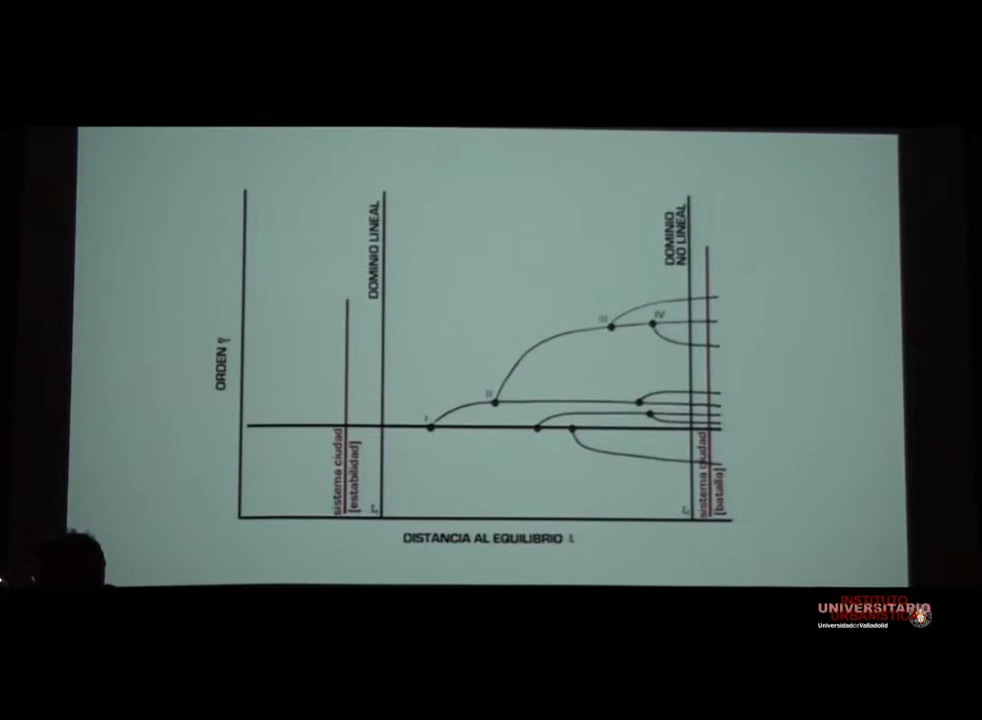 DOMINIO LINEAL
DOMINIO
NO LINEAL
ORDEN
I
II
III
IV
sistema ciudad
[estabilidad]
sistema ciudad
[batalla]
DISTANCIA AL EQUILIBRIO
INSTITUTO
UNIVERSITARIO
URBANÍSTICA
UniversidaddeValladolid